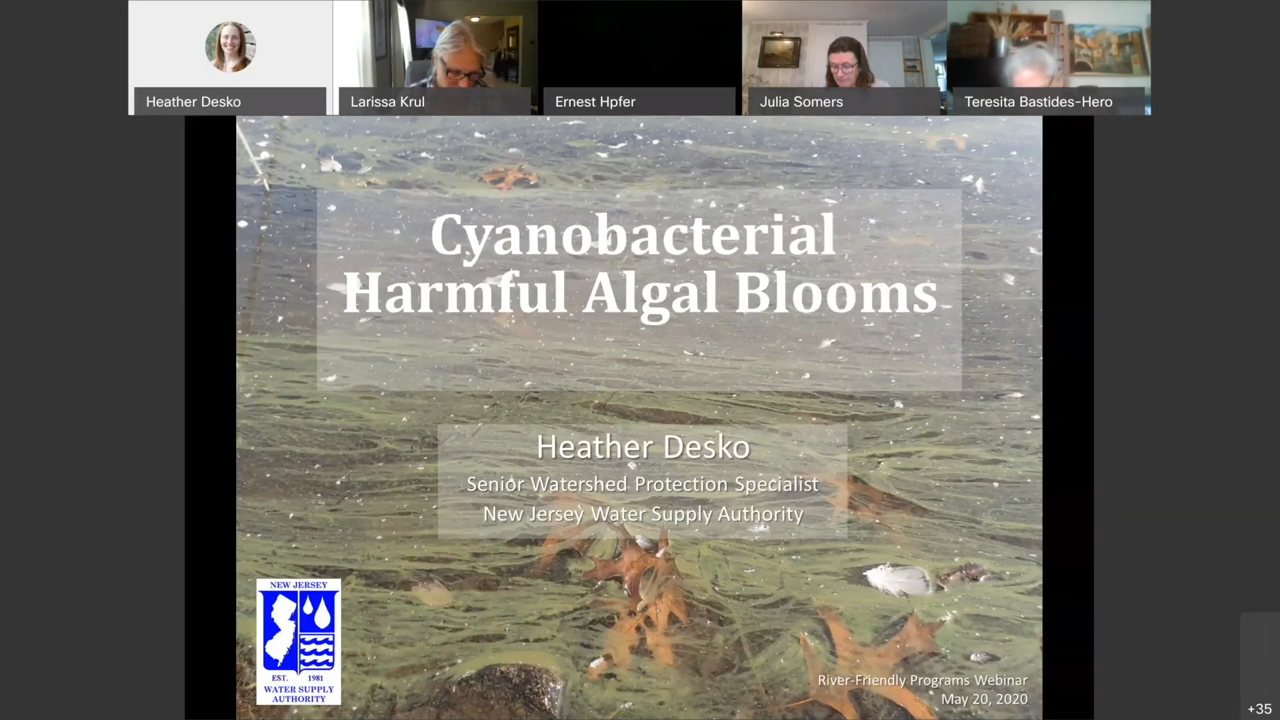 Heather Desko
Larissa Krul
Ernest Hpfer
Julia Somers
Teresita Bastides-Hero
Cyanobacterial
Harmful Algal Blooms
Heather Desko
Senior Watershed Protection Specialist
New Jersey Water Supply Authority
NEW JERSEY
EST. 1981
WATER SUPPLY
AUTHORITY
River-Friendly Programs Webinar
May 20, 2020
+35